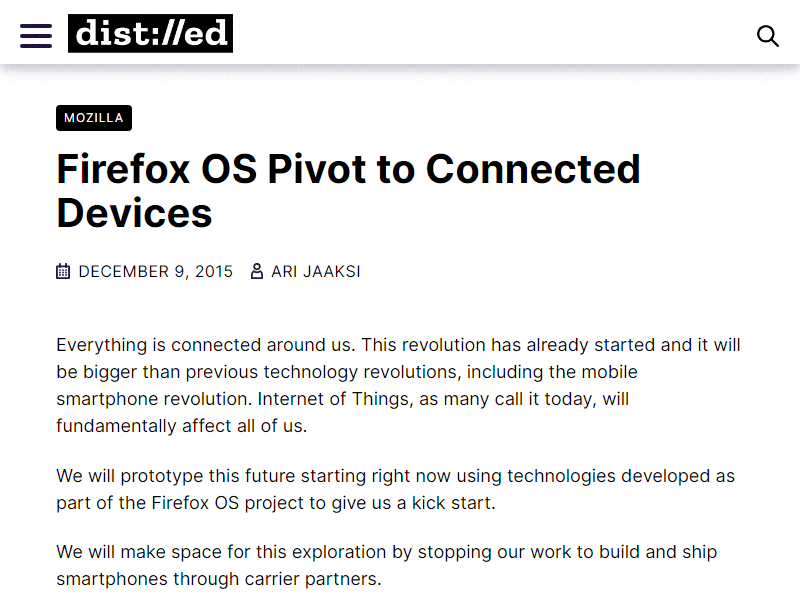 dist://ed
MOZILLA
Firefox OS Pivot to Connected
Devices
DECEMBER 9, 2015 ARI JAAKSI
Everything is connected around us. This revolution has already started and it will
be bigger than previous technology revolutions, including the mobile
smartphone revolution. Internet of Things, as many call it today, will
fundamentally affect all of us.
We will prototype this future starting right now using technologies developed as
part of the Firefox OS project to give us a kick start.
We will make space for this exploration by stopping our work to build and ship
smartphones through carrier partners.